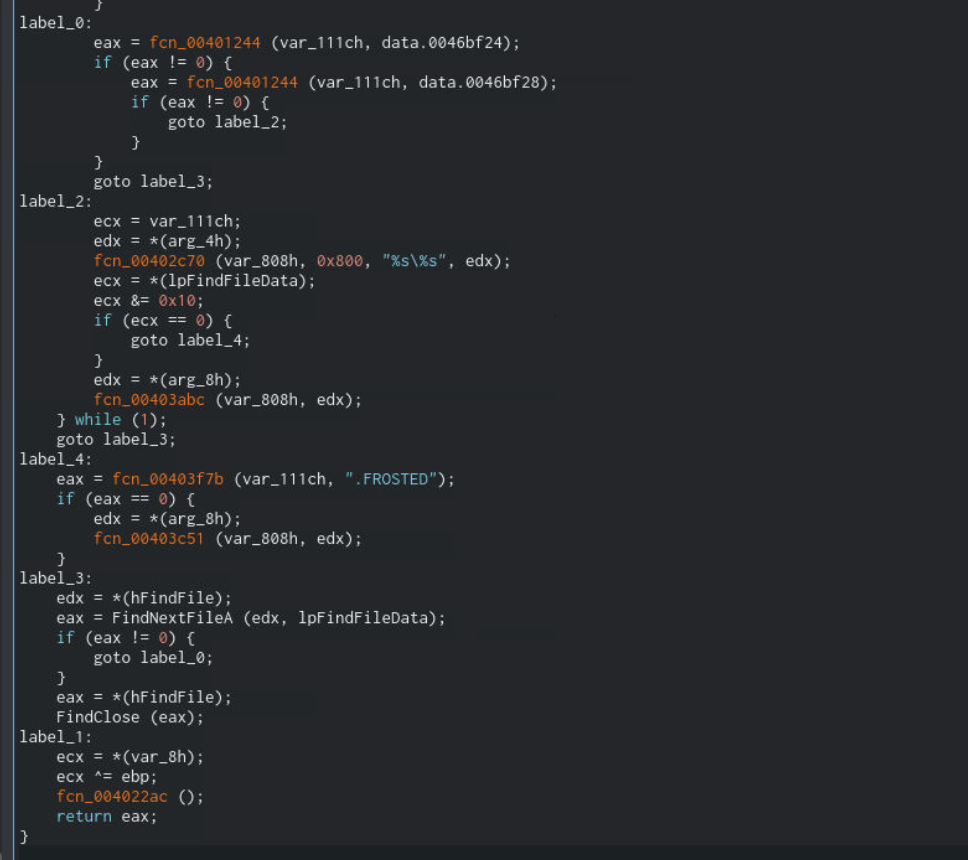 }
label_0:
eax = fcn_00401244 (var_111ch, data.0046bf24);
if (eax != 0) {
eax = fcn_00401244 (var_111ch, data.0046bf28);
if (eax != 0) {
goto label_2;
}
}
goto label_3;
label_2:
ecx = var_111ch;
edx = *(arg_4h);
fcn_00402c70 (var_808h, 0x800, "%s\%s", edx);
ecx = *(lpFindFileData);
ecx &= 0x10;
if (ecx == 0) {
goto label_4;
}
edx = *(arg_8h);
fcn_00403abc (var_808h, edx);
} while (1);
goto label_3;
label_4:
eax = fcn_00403f7b (var_111ch, ".FROSTED");
if (eax == 0) {
edx = *(arg_8h);
fcn_00403c51 (var_808h, edx);
}
label_3:
edx = *(hFindFile);
eax = FindNextFileA (edx, lpFindFileData);
if (eax != 0) {
goto label_0;
}
eax = *(hFindFile);
FindClose (eax);
label_1:
ecx = *(var_8h);
ecx ^= ebp;
fcn_004022ac ();
return eax;
}